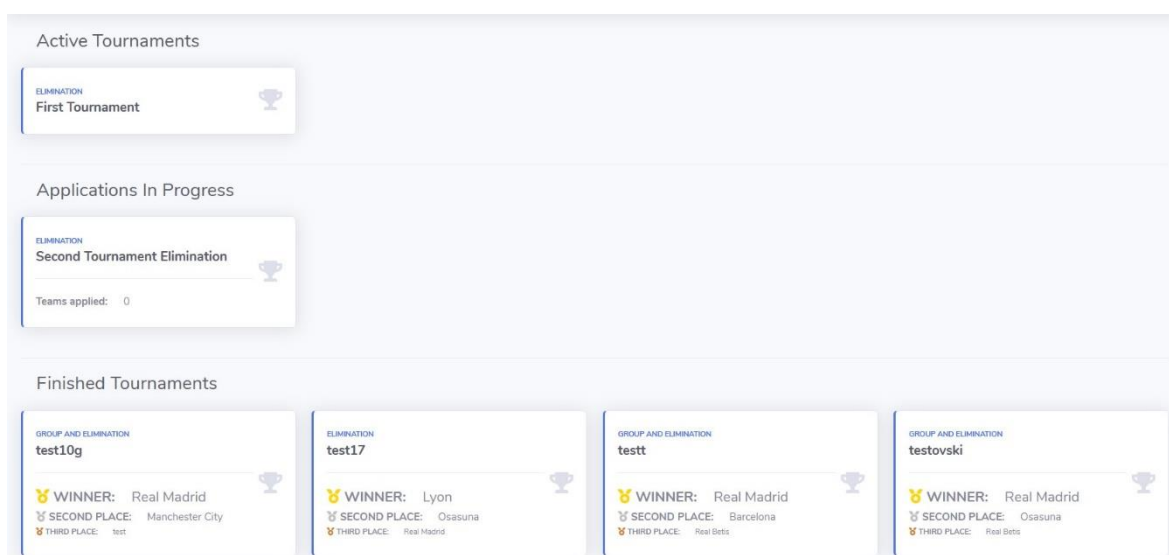 Active Tournaments
ELIMINATION
First Tournament
Applications In Progress
ELIMINATION
Second Tournament Elimination
Teams applied: 0
Finished Tournaments
GROUP AND ELIMINATION
test10g
WINNER: Real Madrid
SECOND PLACE: Manchester City
THIRD PLACE: test
ELIMINATION
test17
WINNER: Lyon
SECOND PLACE: Osasuna
THIRD PLACE: Real Madrid
GROUP AND ELIMINATION
testt
WINNER: Real Madrid
SECOND PLACE: Barcelona
THIRD PLACE: Real Betis
GROUP AND ELIMINATION
testovski
WINNER: Real Madrid
SECOND PLACE: Osasuna
THIRD PLACE: Real Betis